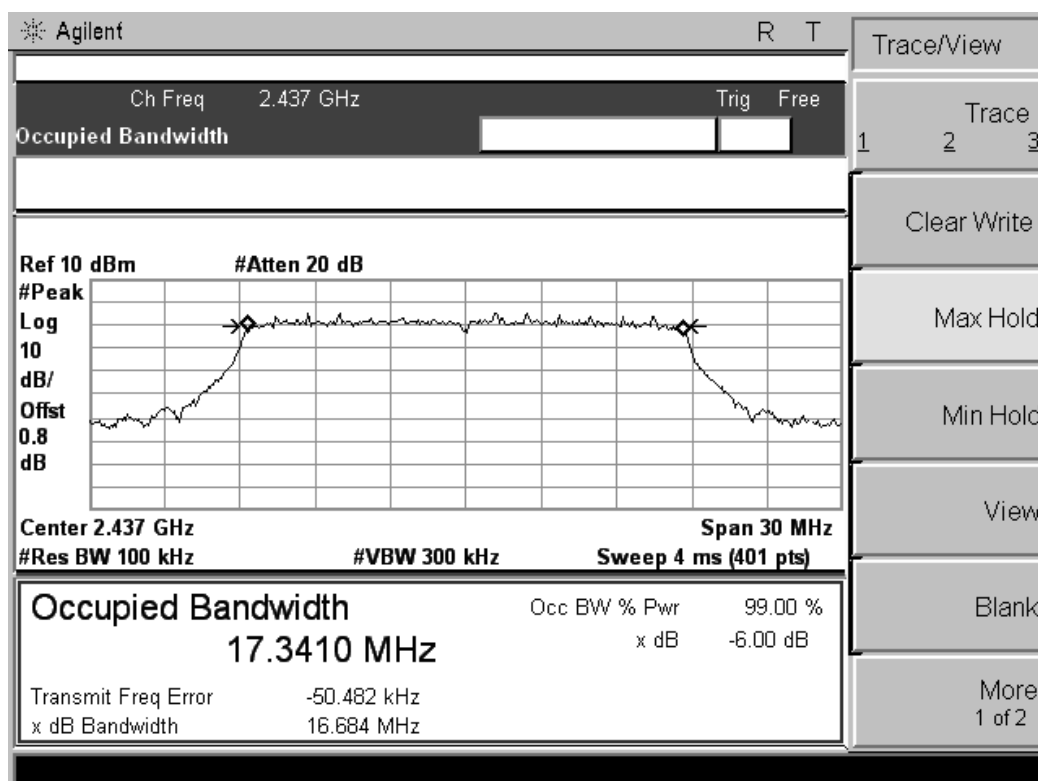 Agilent R T
Trace/View
Ch Freq 2.437 GHz Trig Free
Occupied Bandwidth
Trace
1 2 3
Clear Write
Max Hold
Min Hold
View
Blank
More
1 of 2
Ref 10 dBm #Atten 20 dB
#Peak
Log
10
dB/
Offst
0.8
dB
Center 2.437 GHz Span 30 MHz
#Res BW 100 kHz #VBW 300 kHz Sweep 4 ms (401 pts)
Occupied Bandwidth Occ BW % Pwr 99.00 %
17.3410 MHz x dB -6.00 dB
Transmit Freq Error -50.482 kHz
x dB Bandwidth 16.684 MHz